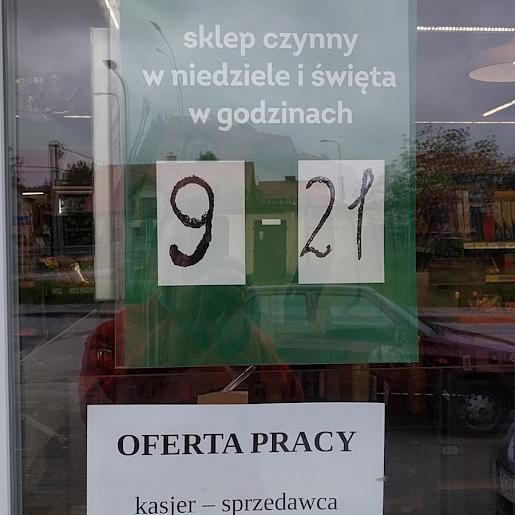 sklep czynny
w niedziele i święta
w godzinach
9 21
OFERTA PRACY
kasjer – sprzedawca